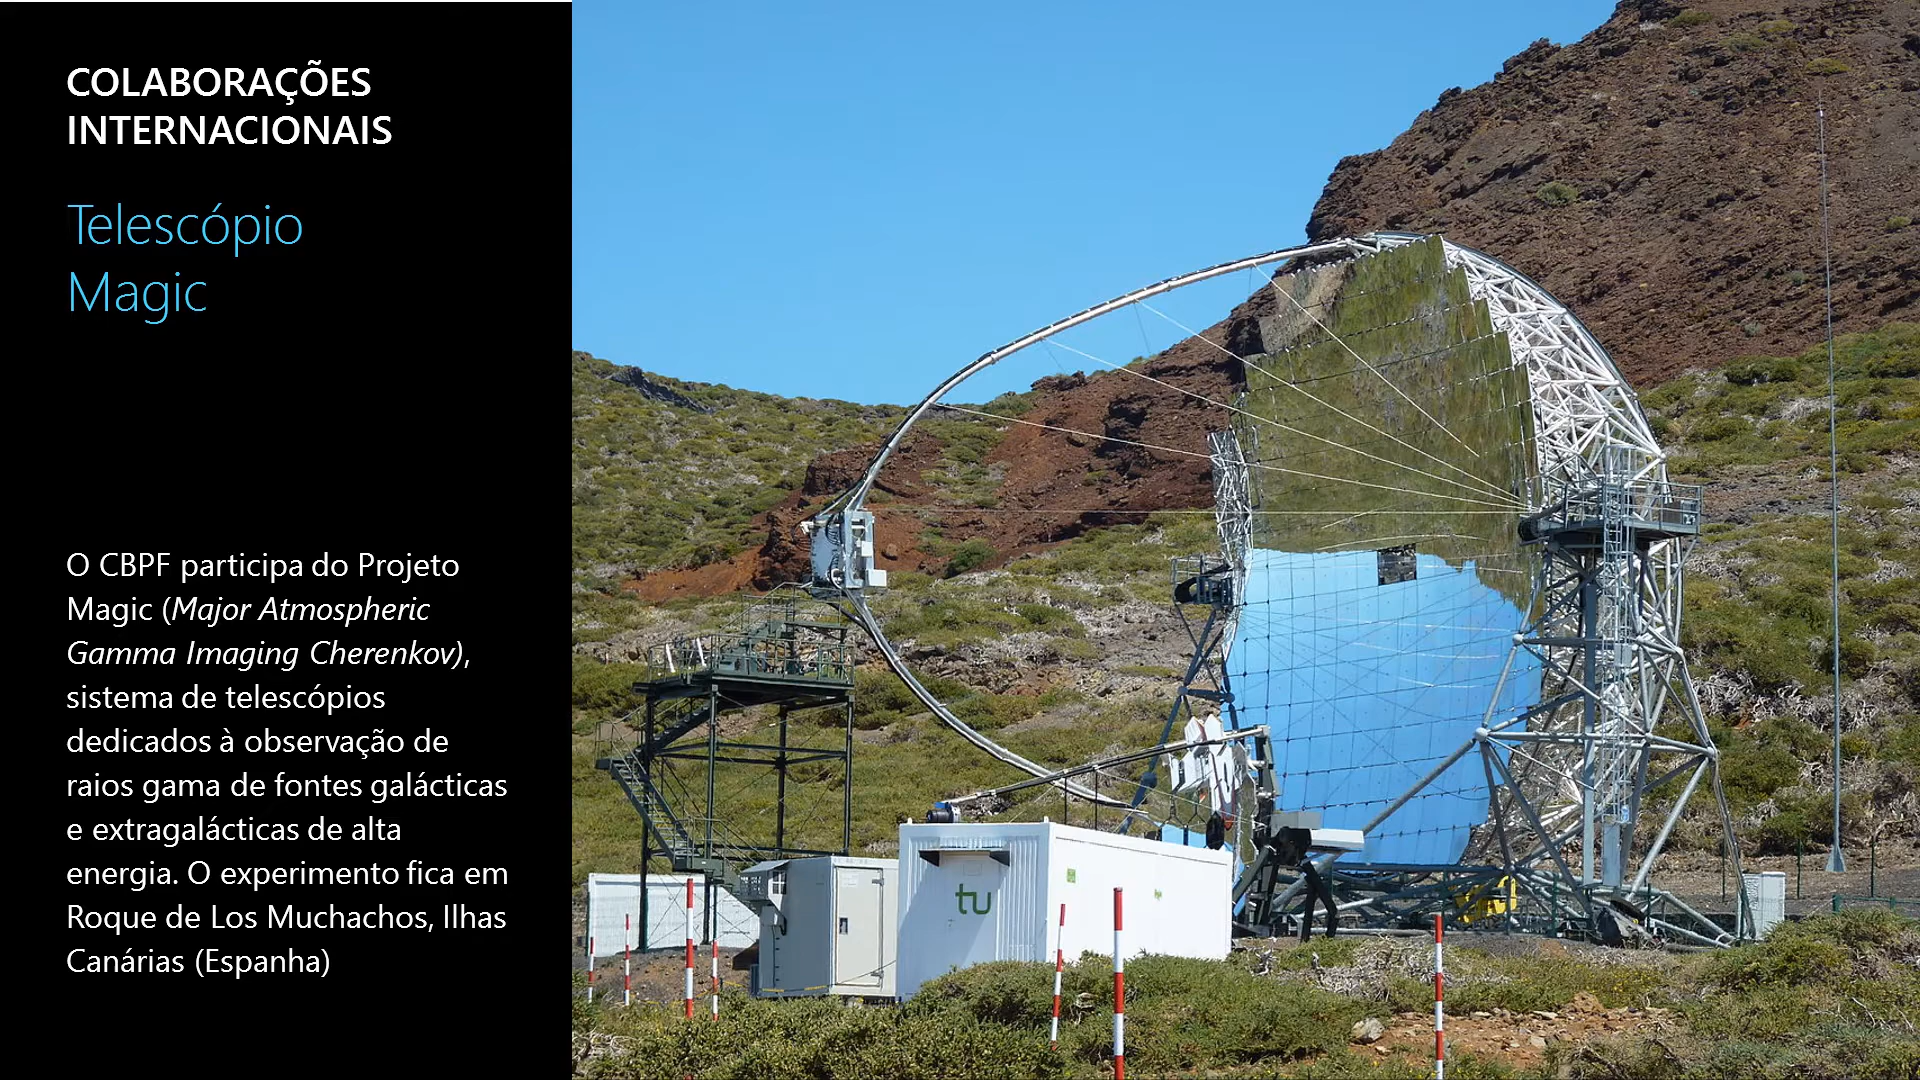 COLABORAÇÕES
INTERNACIONAIS
Telescópio
Magic
O CBPF participa do Projeto
Magic (Major Atmospheric
Gamma Imaging Cherenkov),
sistema de telescópios
dedicados à observação de
raios gama de fontes galácticas
e extragalácticas de alta
energia. O experimento fica em
Roque de Los Muchachos, Ilhas
Canárias (Espanha)
tu